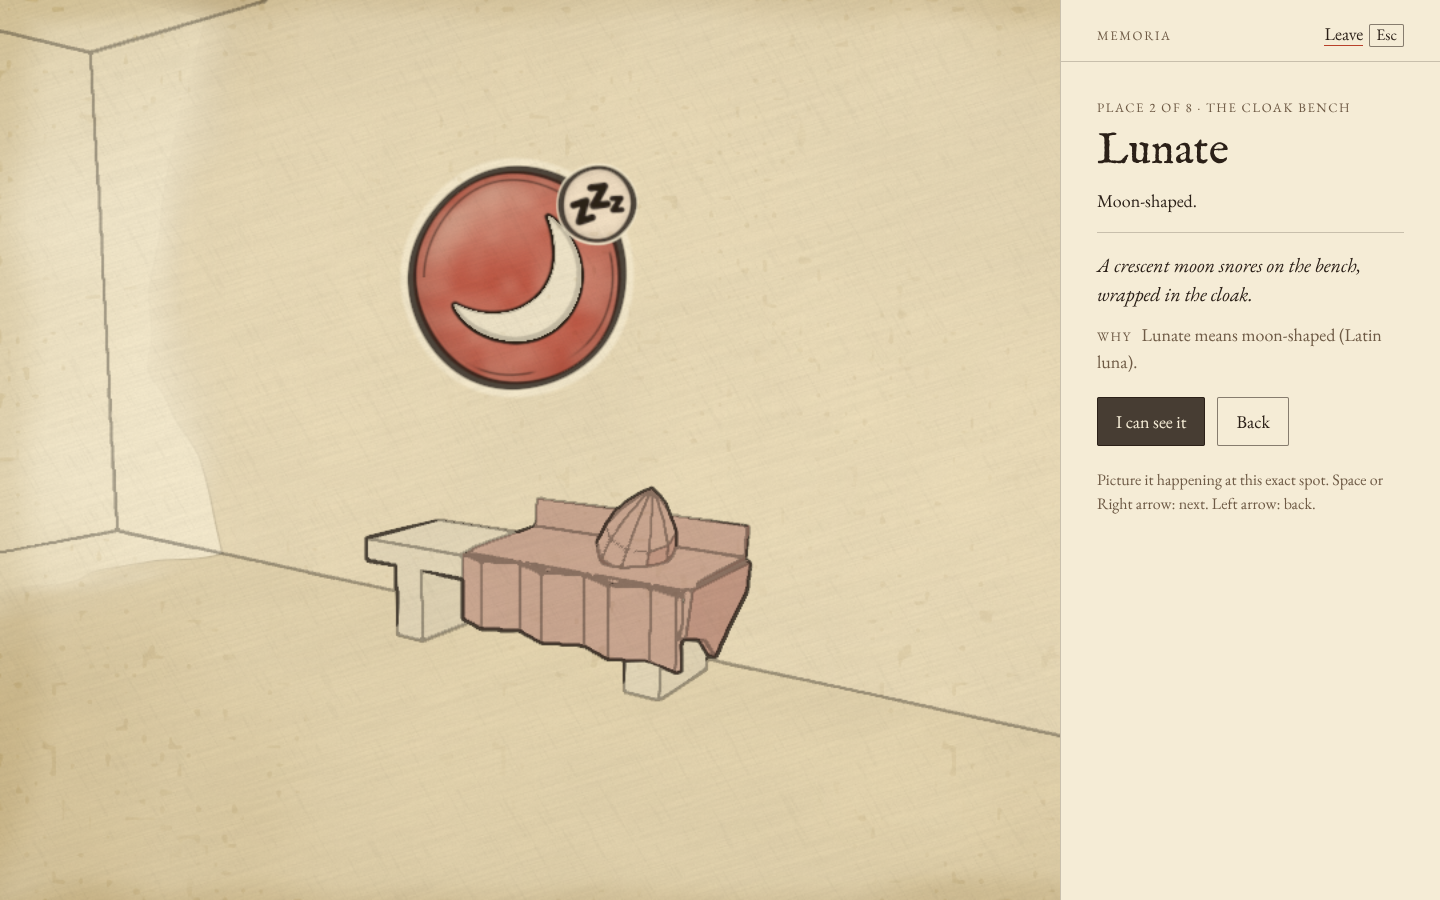 MEMORIA
Leave Esc
PLACE 2 OF 8 · THE CLOAK BENCH
Lunate
Moon-shaped.
A crescent moon snores on the bench,
wrapped in the cloak.
WHY Lunate means moon-shaped (Latin
luna).
I can see it
Back
Picture it happening at this exact spot. Space or
Right arrow: next. Left arrow: back.
zzz